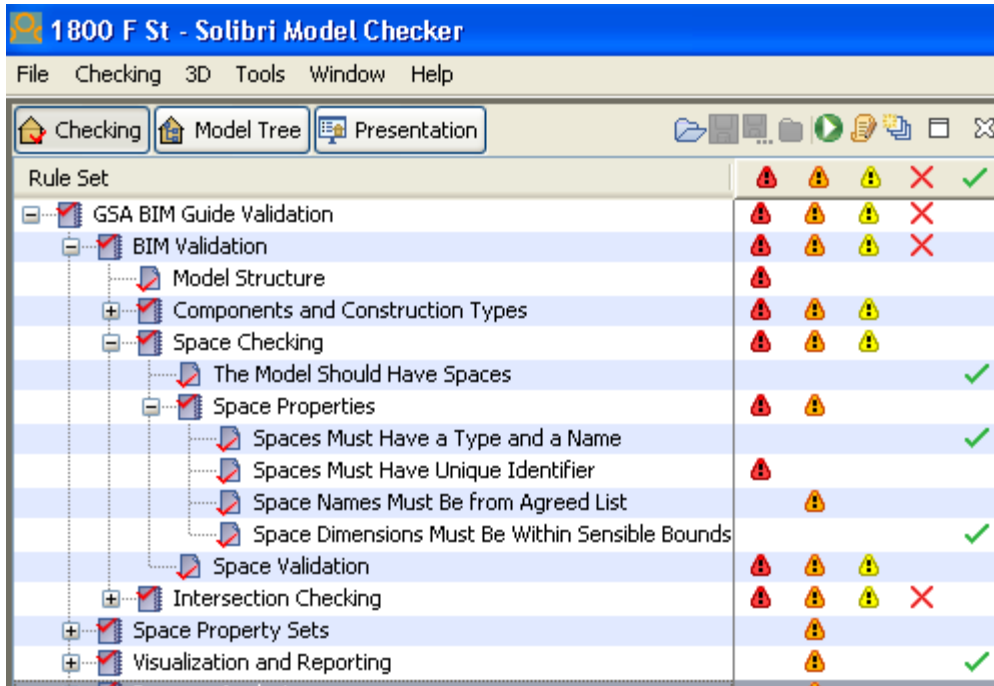 1800 F St - Solibri Model Checker
File Checking 3D Tools Window Help
Checking Model Tree Presentation
Rule Set
GSA BIM Guide Validation
BIM Validation
Model Structure
Components and Construction Types
Space Checking
The Model Should Have Spaces
Space Properties
Spaces Must Have a Type and a Name
Spaces Must Have Unique Identifier
Space Names Must Be from Agreed List
Space Dimensions Must Be Within Sensible Bounds
Space Validation
Intersection Checking
Space Property Sets
Visualization and Reporting